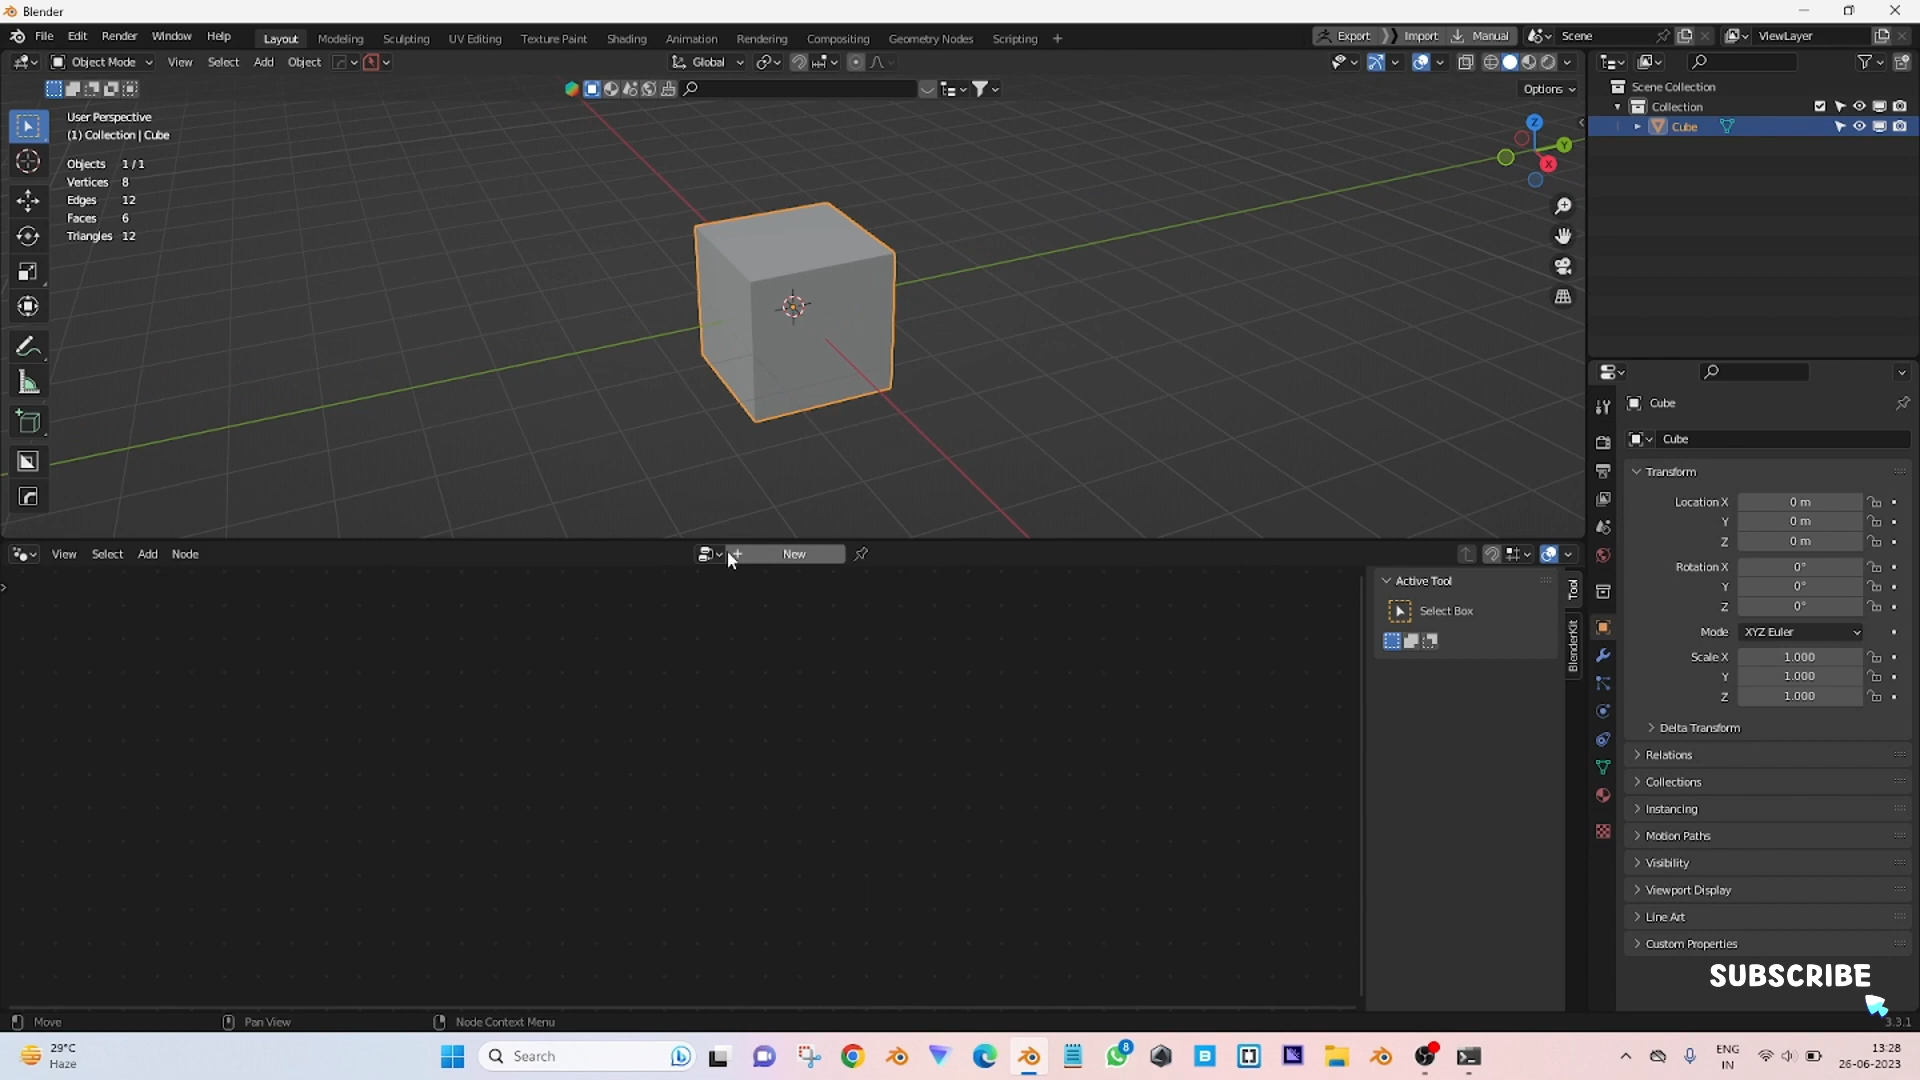 Blender
File Edit Render Window Help Layout Modeling Sculpting UV Editing Texture Paint Shading Animation Rendering Compositing Geometry Nodes Scripting + Export Import Manual Scene ViewLayer
Object Mode View Select Add Object Global
Options
User Perspective
(1) Collection | Cube
Objects 1 / 1
Vertices 8
Edges 12
Faces 6
Triangles 12
Z
Y
X
Scene Collection
Collection
Cube
Cube
Cube
Transform
Location X 0 m
Y 0 m
Z 0 m
Rotation X 0°
Y 0°
Z 0°
Mode XYZ Euler
Scale X 1.000
Y 1.000
Z 1.000
Delta Transform
Relations
Collections
Instancing
Motion Paths
Visibility
Viewport Display
Line Art
Custom Properties
View Select Add Node New
Active Tool
Select Box
Tool
BlenderKit
SUBSCRIBE
Move Pan View Node Context Menu 3.3.1
29°C
Haze
Search
8
ENG
IN
13:28
26-06-2023